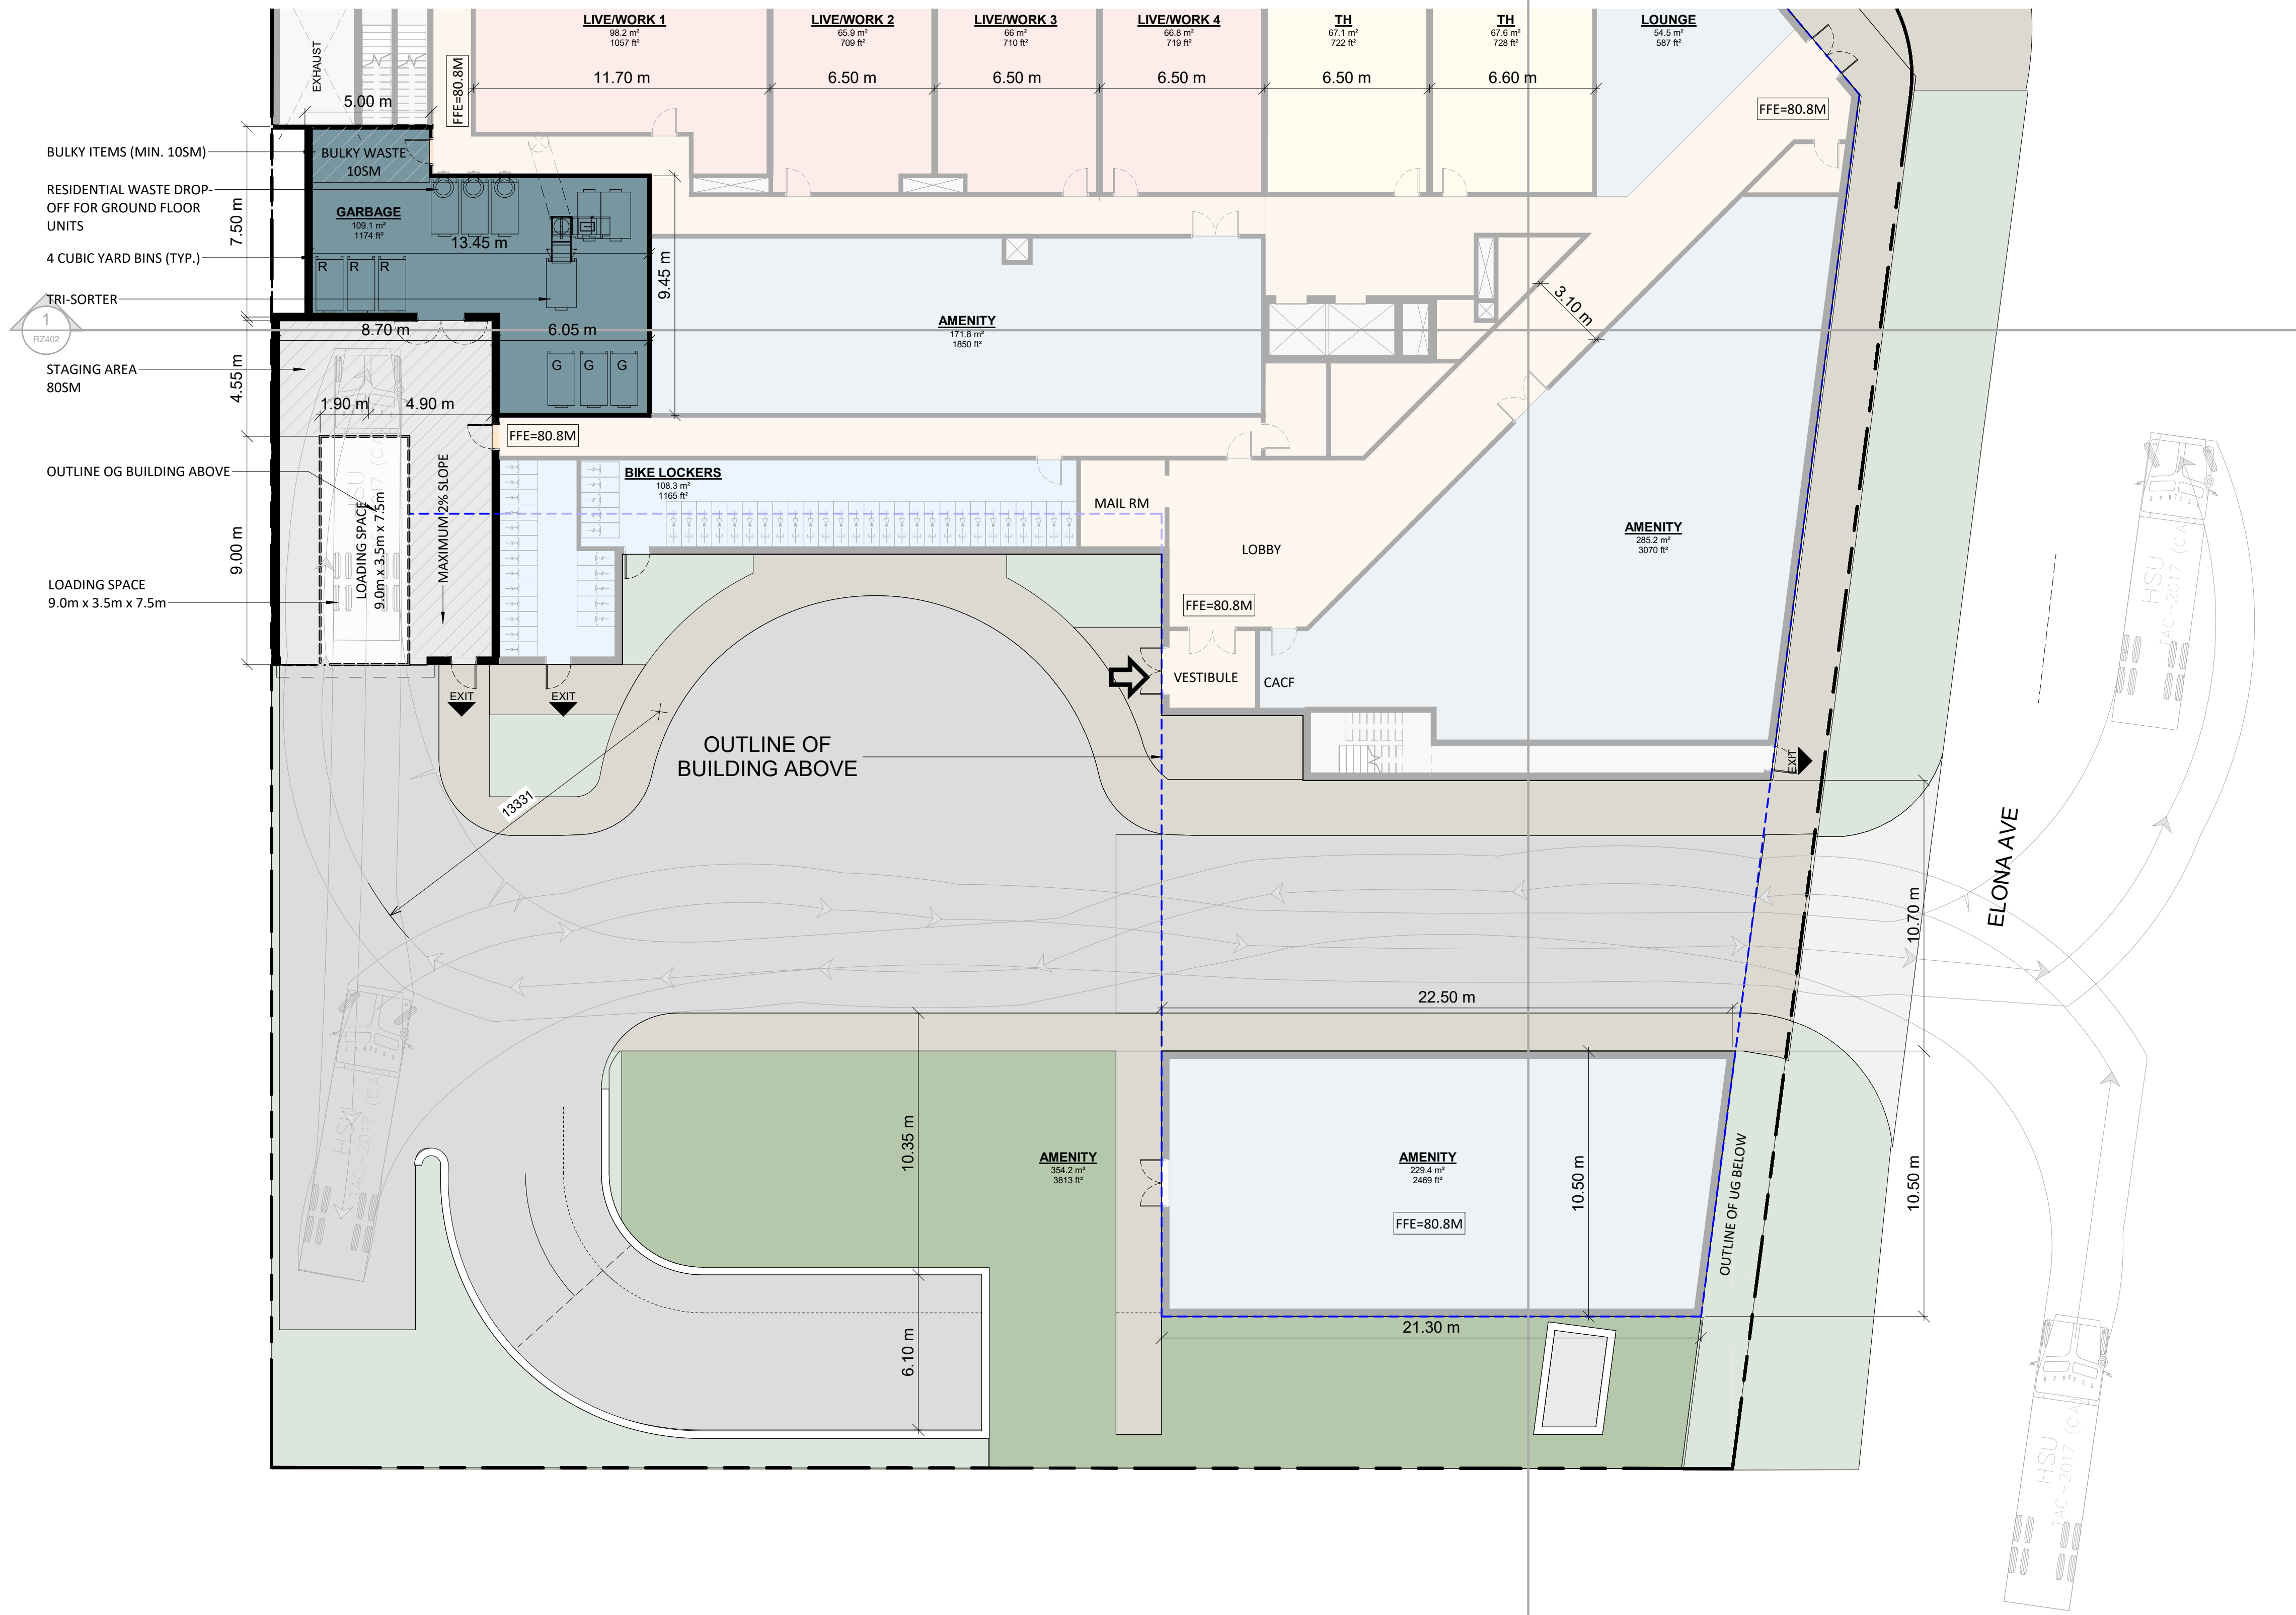 LIVE/WORK 1
98.2 m²
1057 ft²
LIVE/WORK 2
65.9 m²
709 ft²
LIVE/WORK 3
66 m²
710 ft²
LIVE/WORK 4
66.8 m²
719 ft²
TH
67.1 m²
722 ft²
TH
67.6 m²
728 ft²
LOUNGE
54.5 m²
587 ft²
EXHAUST
FFE=80.8M
11.70 m
6.50 m
6.50 m
6.50 m
6.50 m
6.60 m
5.00 m
FFE=80.8M
BULKY ITEMS (MIN. 10SM)
BULKY WASTE
10SM
RESIDENTIAL WASTE DROP-
OFF FOR GROUND FLOOR
UNITS
7.50 m
GARBAGE
109.1 m²
1174 ft²
13.45 m
4 CUBIC YARD BINS (TYP.)
R
R
R
9.45 m
TRI-SORTER
3.10 m
1
RZ402
8.70 m
6.05 m
AMENITY
171.8 m²
1850 ft²
STAGING AREA
80SM
4.55 m
G
G
G
1.90 m
4.90 m
FFE=80.8M
OUTLINE OG BUILDING ABOVE
BIKE LOCKERS
108.3 m²
1165 ft²
MAIL RM
LOADING SPACE
9.0m x 3.5m x 7.5m
MAXIMUM 2% SLOPE
HSU
TAC-2017 (CA
9.00 m
LOBBY
AMENITY
285.2 m²
3070 ft²
HSU
TAC-2017 (CA
LOADING SPACE
9.0m x 3.5m x 7.5m
FFE=80.8M
VESTIBULE
CACF
EXIT
EXIT
OUTLINE OF
BUILDING ABOVE
EXIT
13331
ELONA AVE
10.70 m
22.50 m
HSU
TAC-2017 (CA
10.35 m
AMENITY
354.2 m²
3813 ft²
AMENITY
229.4 m²
2469 ft²
FFE=80.8M
10.50 m
OUTLINE OF UG BELOW
10.50 m
21.30 m
6.10 m
HSU
TAC-2017 (CA